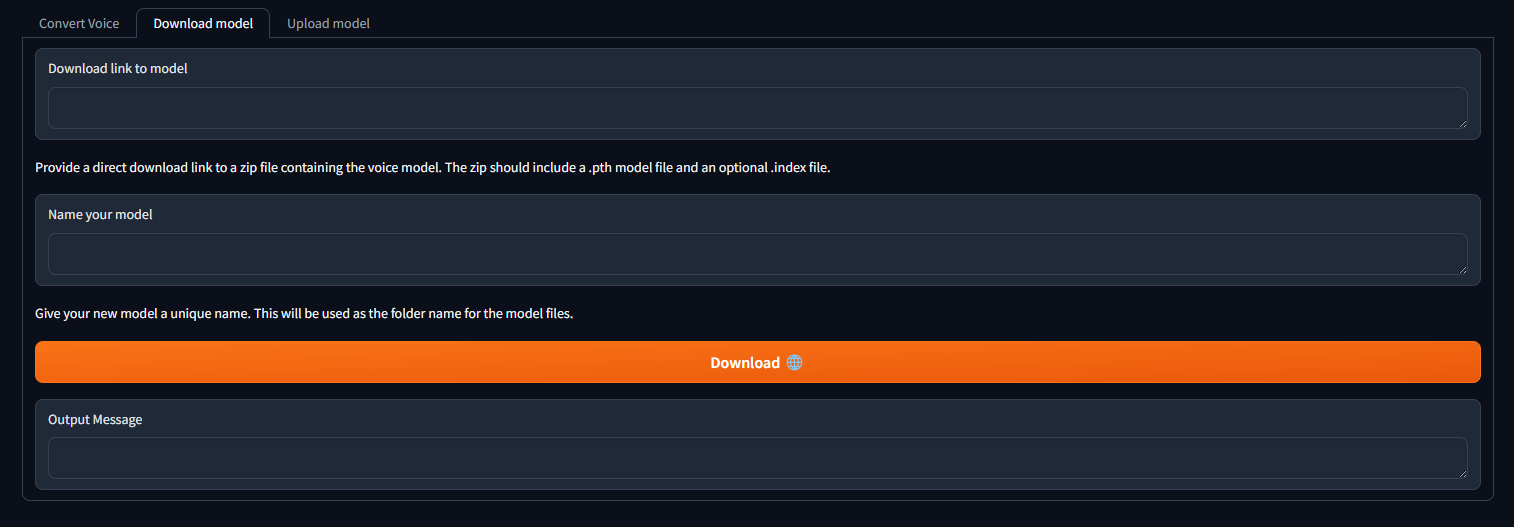 Convert Voice
Download model
Upload model
Download link to model
Provide a direct download link to a zip file containing the voice model. The zip should include a .pth model file and an optional .index file.
Name your model
Give your new model a unique name. This will be used as the folder name for the model files.
Download 🌐
Output Message